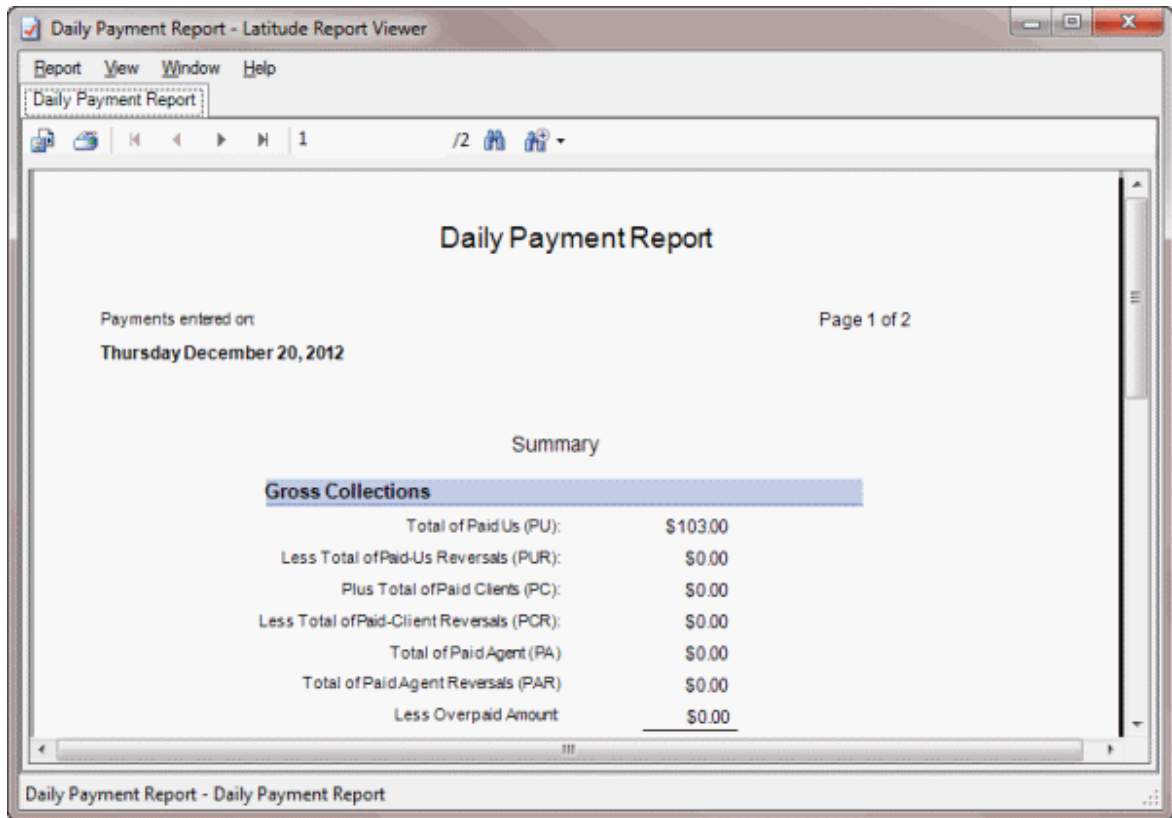 Daily Payment Report - Latitude Report Viewer
Report View Window Help
Daily Payment Report
1 /2
Daily Payment Report
Payments entered on:
Page 1 of 2
Thursday December 20, 2012
Summary
Gross Collections
Total of Paid Us (PU): $103.00
Less Total of Paid-Us Reversals (PUR): $0.00
Plus Total of Paid Clients (PC): $0.00
Less Total of Paid-Client Reversals (PCR): $0.00
Total of Paid Agent (PA) $0.00
Total of Paid Agent Reversals (PAR) $0.00
Less Overpaid Amount $0.00
Daily Payment Report - Daily Payment Report